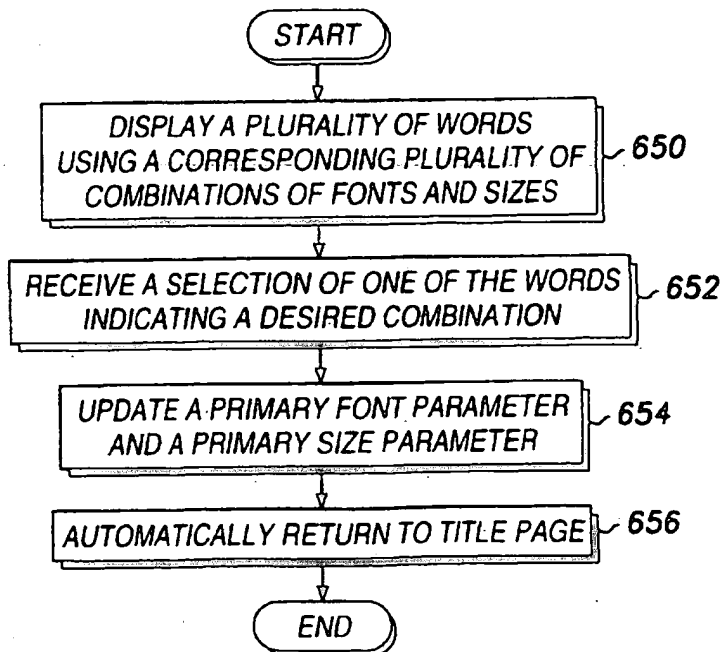 START
DISPLAY A PLURALITY OF WORDS
USING A CORRESPONDING PLURALITY OF
COMBINATIONS OF FONTS AND SIZES
650
RECEIVE A SELECTION OF ONE OF THE WORDS
INDICATING A DESIRED COMBINATION
652
UPDATE A PRIMARY FONT PARAMETER
AND A PRIMARY SIZE PARAMETER
654
AUTOMATICALLY RETURN TO TITLE PAGE
656
END